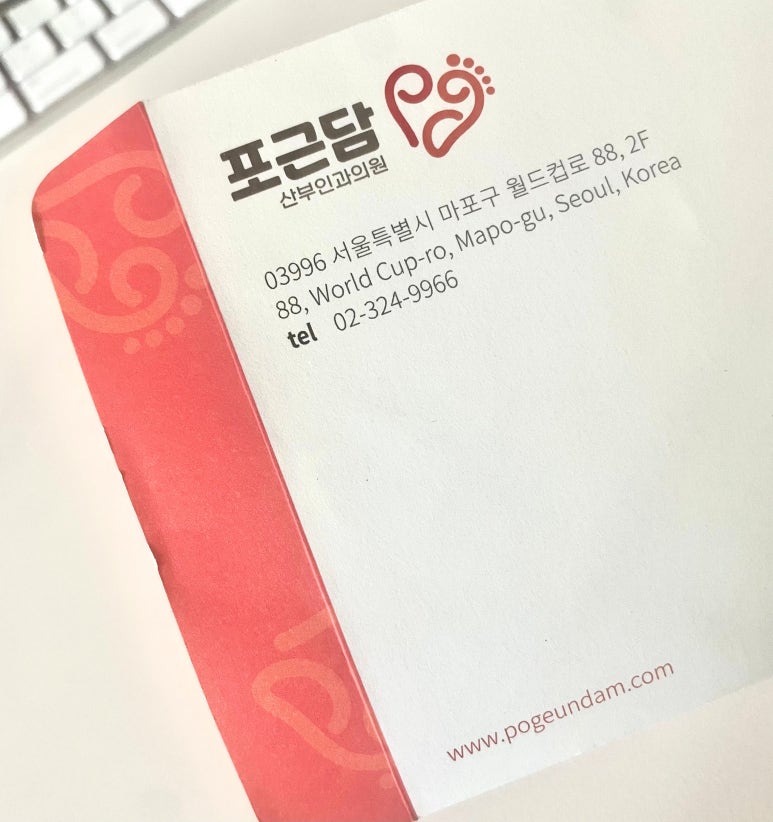 포근담
산부인과의원
03996 서울특별시 마포구 월드컵로 88, 2F
88, World Cup-ro, Mapo-gu, Seoul, Korea
tel 02-324-9966
www.pogeundam.com